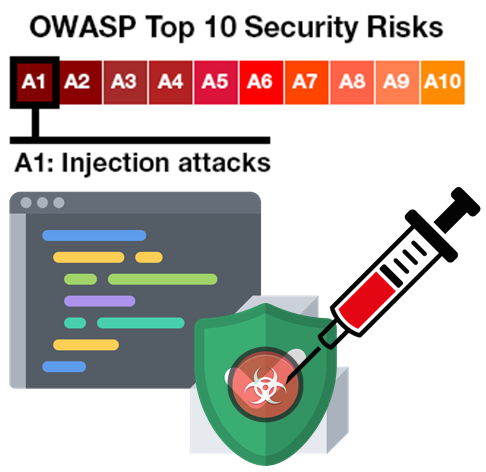 OWASP Top 10 Security Risks
A1 A2 A3 A4 A5 A6 A7 A8 A9 A10
A1: Injection attacks